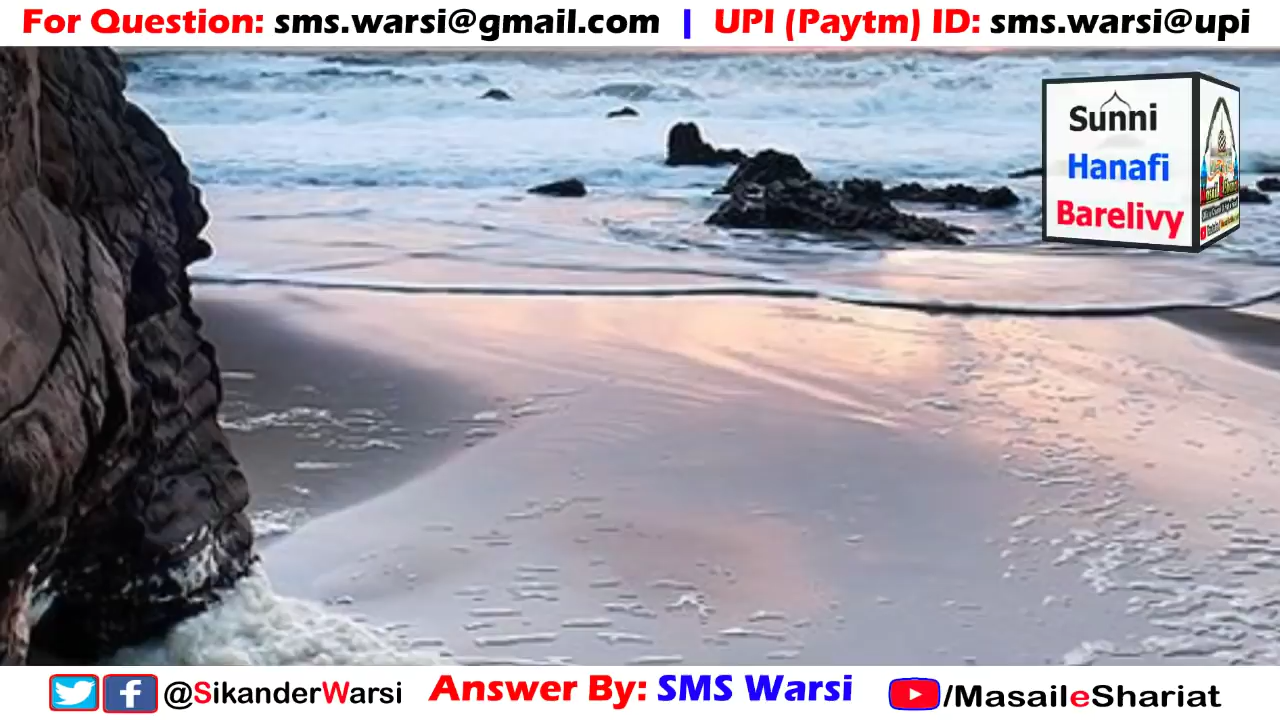 For Question: sms.warsi@gmail.com | UPI (Paytm) ID: sms.warsi@upi
Sunni
Hanafi
Barelivy
@SikanderWarsi Answer By: SMS Warsi /MasaileShariat